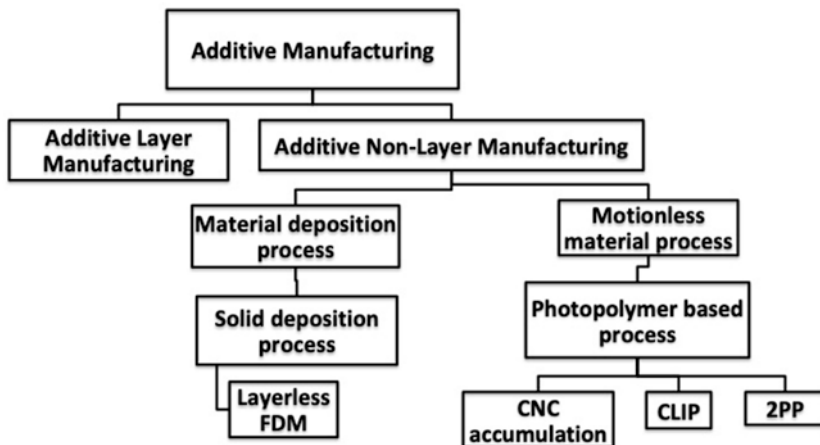 Additive Manufacturing
Additive Layer
Manufacturing
Additive Non-Layer Manufacturing
Material deposition
process
Motionless
material process
Solid deposition
process
Photopolymer based
process
Layerless
FDM
CNC
accumulation
CLIP
2PP